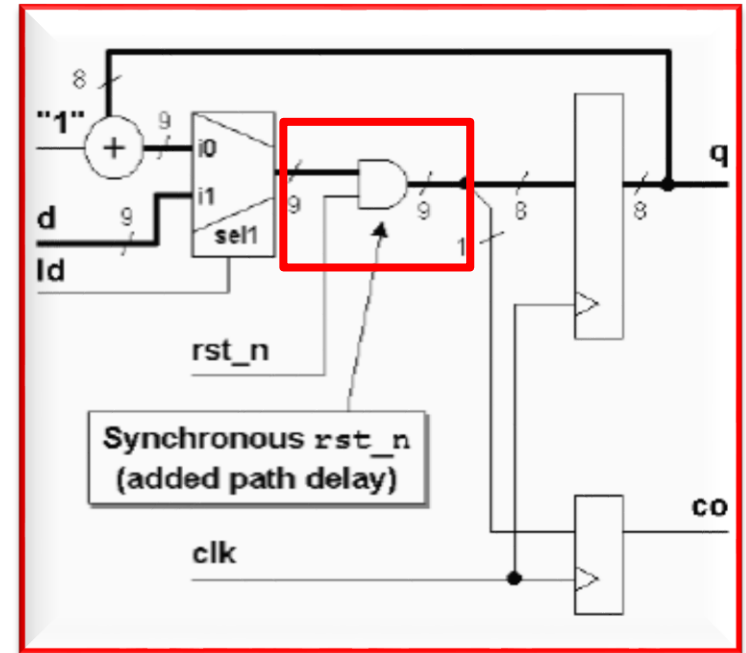 8
"1"
9
+
i0
q
d
9
i1
9
9
8
8
sel1
1
ld
rst_n
Synchronous rst_n
(added path delay)
co
clk